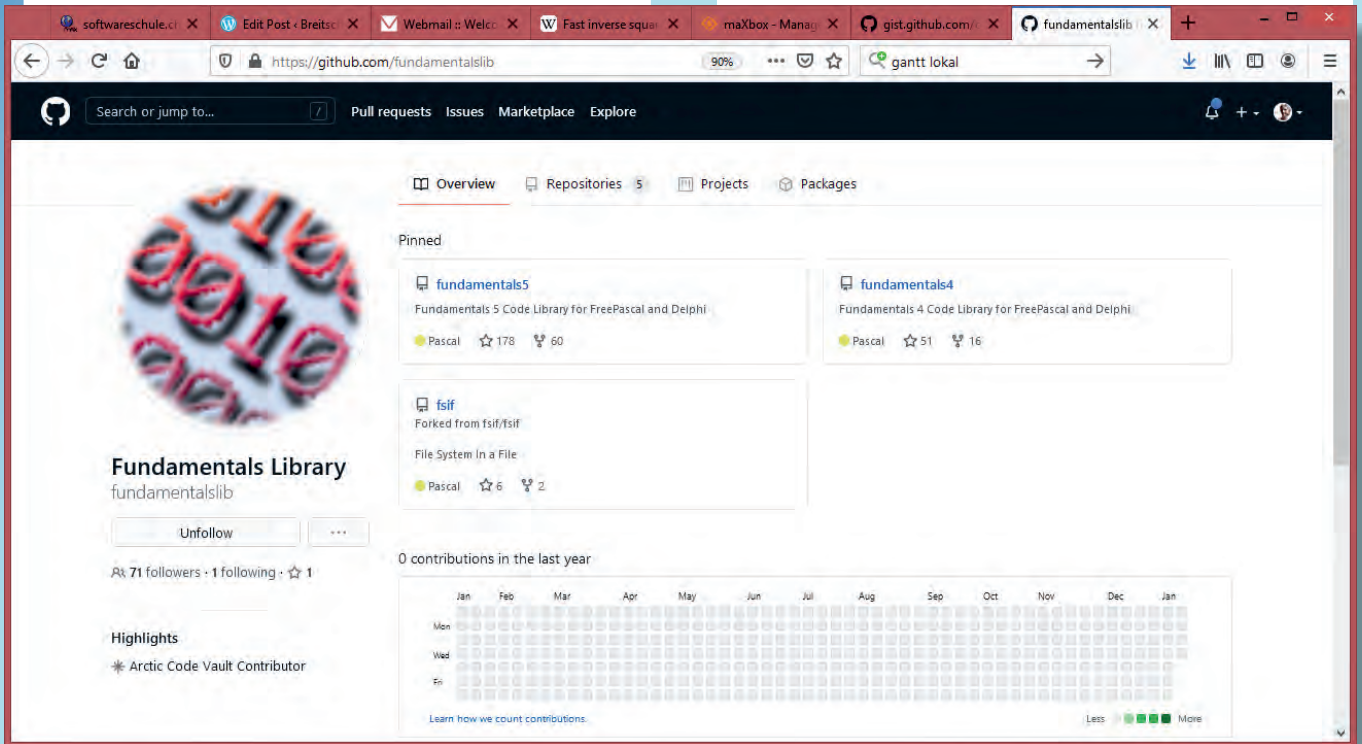 softwareschule.c
Edit Post ‹ Breitsc
Webmail :: Welco
Fast inverse squar
maXbox - Manag
gist.github.com/
fundamentalslib
https://github.com/fundamentalslib
90%
gantt lokal
Search or jump to...
/
Pull requests Issues Marketplace Explore
Overview
Repositories 5
Projects
Packages
Pinned
fundamentals5
Fundamentals 5 Code Library for FreePascal and Delphi
Pascal 178 60
fundamentals4
Fundamentals 4 Code Library for FreePascal and Delphi
Pascal 51 16
fsif
Forked from fsif/fsif
File System In a File
Pascal 6 2
Fundamentals Library
fundamentalslib
Unfollow
...
71 followers · 1 following · 1
Highlights
Arctic Code Vault Contributor
0 contributions in the last year
Jan Feb Mar Apr May Jun Jul Aug Sep Oct Nov Dec Jan
Mon
Wed
Fri
Learn how we count contributions.
Less More